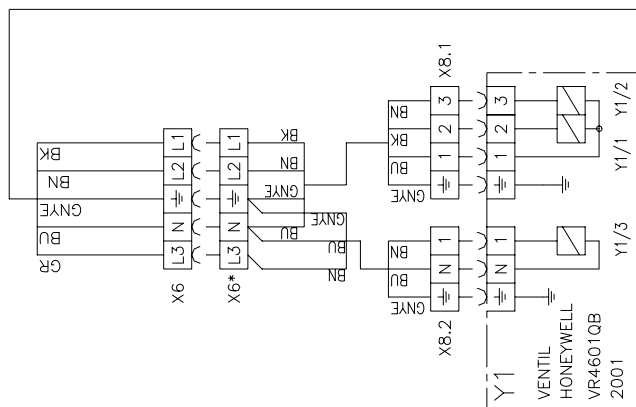 X8.1
BN 3 3 Y1/2
BK 2 2
BU 1 1 Y1/1
GNYE
BK L1 L1 BK
BN L2 L2 BN
GNYE GNYE
GNYE
BU N N BU
BU
GR L3 L3 BN
X6 X6*
BN 1 1 Y1/3
BU N N
GNYE
X8.2
Y1
VENTIL
HONEYWELL
VR4601QB
2001